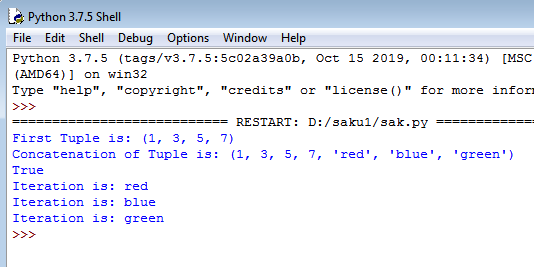 Python 3.7.5 Shell
File Edit Shell Debug Options Window Help
Python 3.7.5 (tags/v3.7.5:5c02a39a0b, Oct 15 2019, 00:11:34) [MSC
(AMD64)] on win32
Type "help", "copyright", "credits" or "license()" for more infor
>>>
=========================== RESTART: D:/saku1/sak.py =============
First Tuple is: (1, 3, 5, 7)
Concatenation of Tuple is: (1, 3, 5, 7, 'red', 'blue', 'green')
True
Iteration is: red
Iteration is: blue
Iteration is: green
>>>